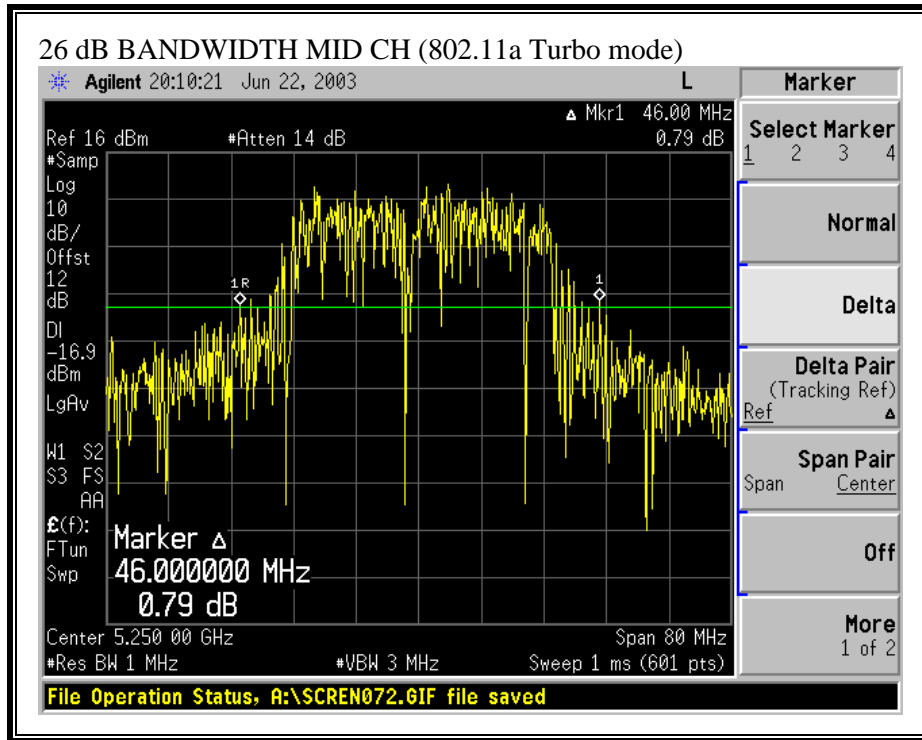 26 dB BANDWIDTH MID CH (802.11a Turbo mode)
Agilent 20:10:21 Jun 22, 2003 L
Marker
Δ Mkr1 46.00 MHz
Ref 16 dBm #Atten 14 dB 0.79 dB
#Samp
Log
10
dB/
Offst
12
dB
DI
-16.9
dBm
LgAv
W1 S2
S3 FS
AA
£(f):
FTun
Swp
1R
1
Marker Δ
46.000000 MHz
0.79 dB
Center 5.250 00 GHz Span 80 MHz
#Res BW 1 MHz #VBW 3 MHz Sweep 1 ms (601 pts)
File Operation Status, A:\SCREN072.GIF file saved
Select Marker
1 2 3 4
Normal
Delta
Delta Pair
(Tracking Ref)
Ref Δ
Span Pair
Span Center
Off
More
1 of 2